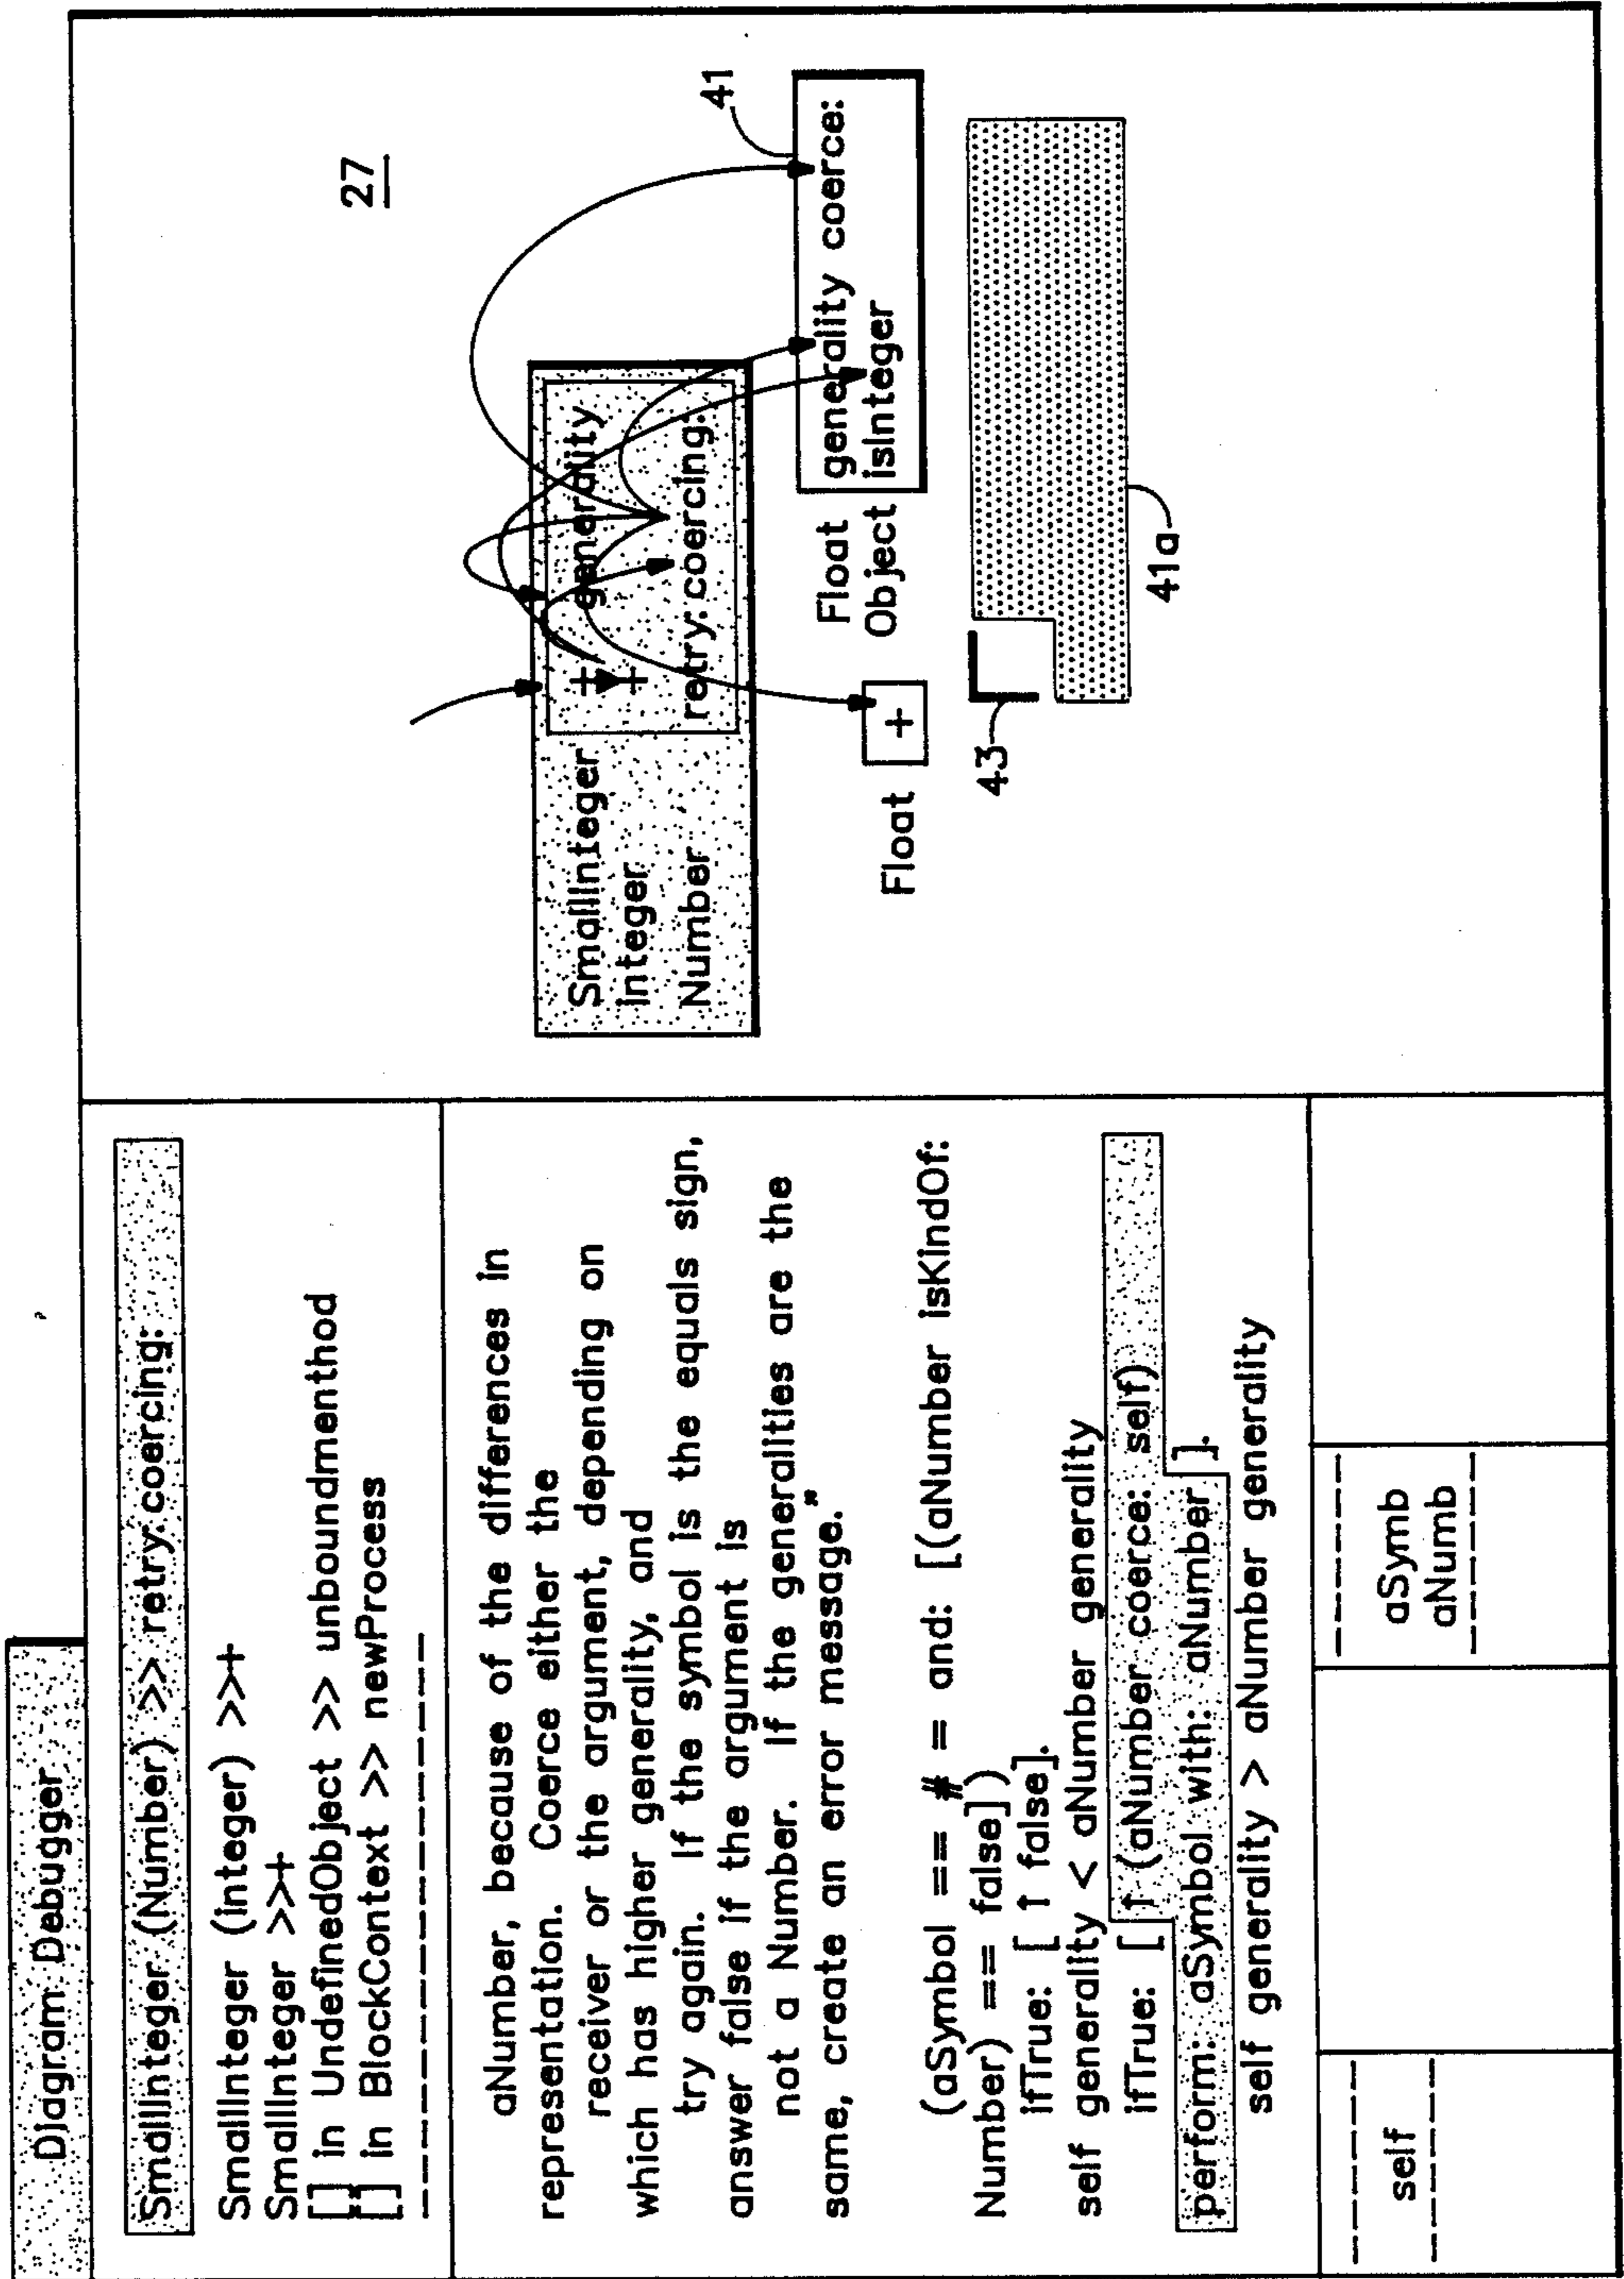 Diagram Debugger
SmallInteger (Number) >> retry: coercing:
SmallInteger (Integer) >>+
SmallInteger >>+
[] in UndefinedObject >> unboundmenthod
[] in BlockContext >> newProcess
aNumber, because of the differences in
representation. Coerce either the
receiver or the argument, depending on
which has higher generality, and
try again. If the symbol is the equals sign,
answer false if the argument is
not a Number. If the generalities are the
same, create an error message."
(aSymbol == # = and: [(aNumber isKindOf:
Number) == false])
ifTrue: [ ↑ false].
self generality < aNumber generality
ifTrue: [ ↑ (aNumber coerce: self)
perform: aSymbol with: aNumber ].
self generality > aNumber generality
self
aSymb
aNumb
27
SmallInteger + generality
Integer +
Number retry: coercing:
41
Float generality coerce:
Object isInteger
Float +
43
41a